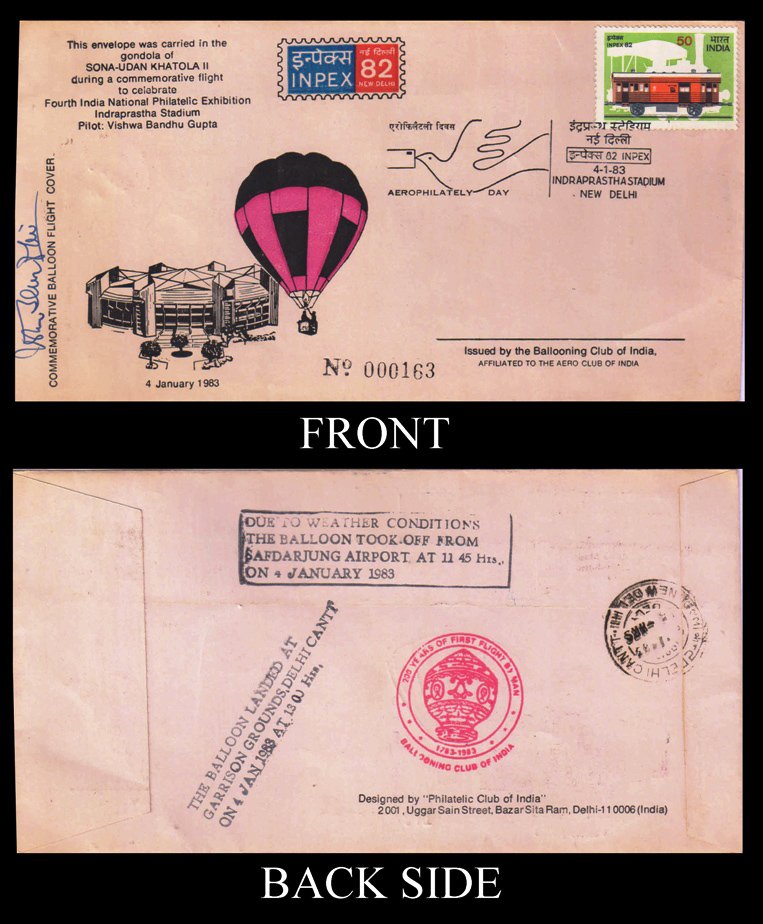 This envelope was carried in the
gondola of
SONA-UDAN KHATOLA II
during a commemorative flight
to celebrate
Fourth India National Philatelic Exhibition
Indraprastha Stadium
Pilot: Vishwa Bandhu Gupta
इन्पेक्स
नई दिल्ली
INPEX
82
NEW DELHI
इन्पेक्स
INPEX 82
50
भारत
INDIA
एरोफिलैटली दिवस
AEROPHILATELY DAY
इंद्रप्रस्थ स्टेडियम
नई दिल्ली
इन्पेक्स 82 INPEX
4-1-83
INDRAPRASTHA STADIUM
NEW DELHI
COMMEMORATIVE BALLOON FLIGHT COVER.
4 January 1983
Nº 000163
Issued by the Ballooning Club of India,
AFFILIATED TO THE AERO CLUB OF INDIA
FRONT
DUE TO WEATHER CONDITIONS
THE BALLOON TOOK-OFF FROM
SAFDARJUNG AIRPORT AT 11 45 Hrs.,
ON 4 JANUARY 1983
THE BALLOON LANDED AT
GARRISON GROUNDS, DELHI CANTT
ON 4 JAN. 1983 AT 13 00 Hrs.
200 YEARS OF FIRST FLIGHT BY MAN
1783-1983
BALLOONING CLUB OF INDIA
DELHI CANTT
NEW DELHI
Designed by "Philatelic Club of India"
2001, Uggar Sain Street, Bazar Sita Ram, Delhi-110006 (India)
BACK SIDE